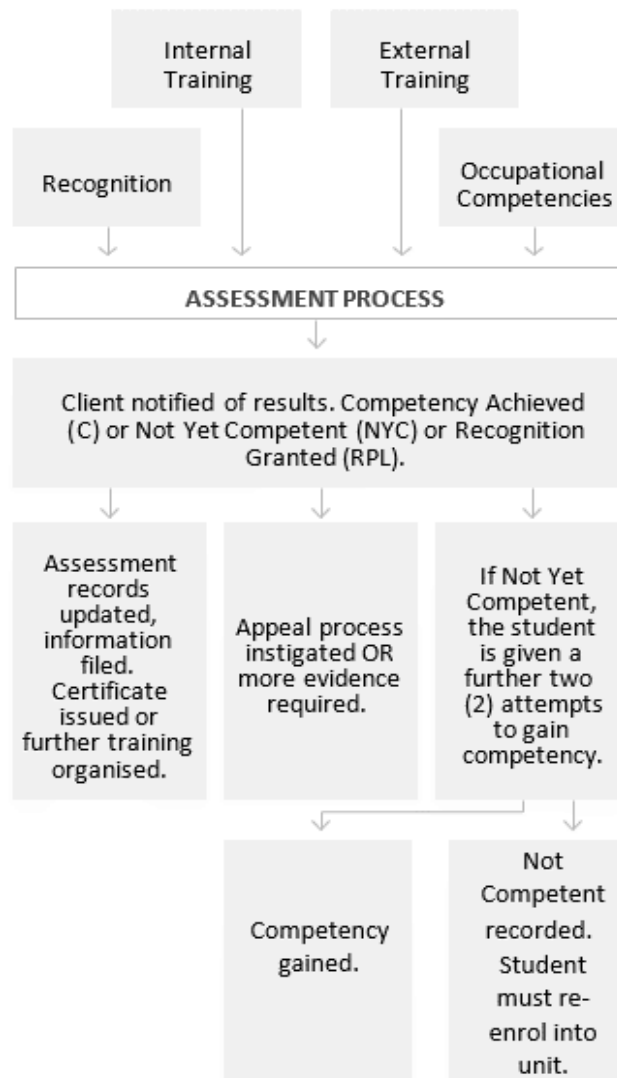 Internal
Training
External
Training
Recognition
Occupational
Competencies
ASSESSMENT PROCESS
Client notified of results. Competency Achieved
(C) or Not Yet Competent (NYC) or Recognition
Granted (RPL).
Assessment
records
updated,
information
filed.
Certificate
issued or
further training
organised.
Appeal process
instigated OR
more evidence
required.
If Not Yet
Competent,
the student
is given a
further two
(2) attempts
to gain
competency.
Competency
gained.
Not
Competent
recorded.
Student
must re-
enrol into
unit.